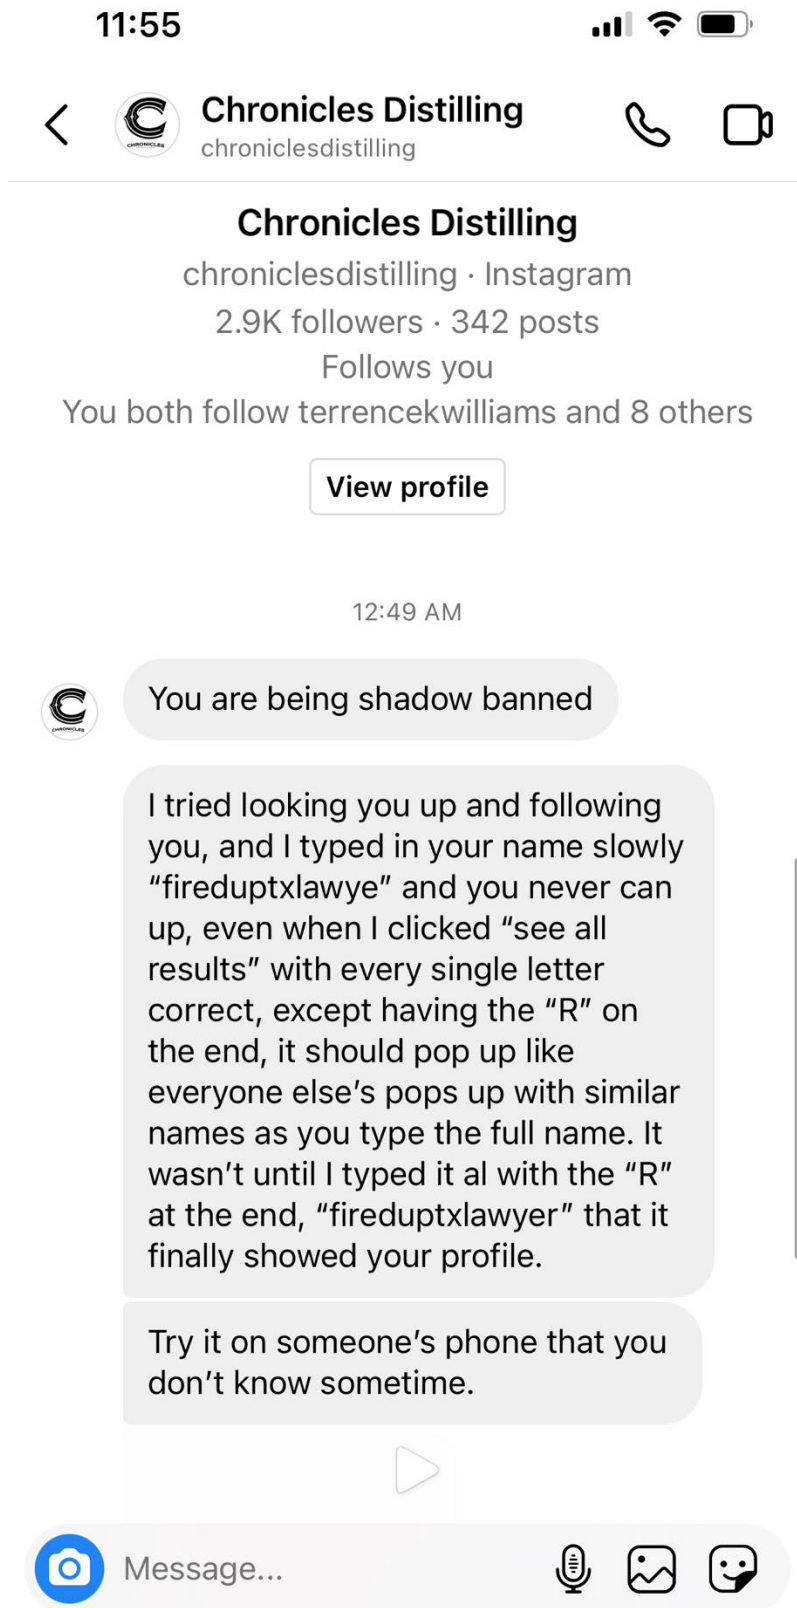 11:55
Chronicles Distilling
chroniclesdistilling
CHRONICLES
Chronicles Distilling
chroniclesdistilling · Instagram
2.9K followers · 342 posts
Follows you
You both follow terrencekwilliams and 8 others
View profile
12:49 AM
You are being shadow banned
CHRONICLES
I tried looking you up and following
you, and I typed in your name slowly
“fireduptxlawye” and you never can
up, even when I clicked “see all
results” with every single letter
correct, except having the “R” on
the end, it should pop up like
everyone else’s pops up with similar
names as you type the full name. It
wasn’t until I typed it al with the “R”
at the end, “fireduptxlawyer” that it
finally showed your profile.
Try it on someone’s phone that you
don’t know sometime.
Message...